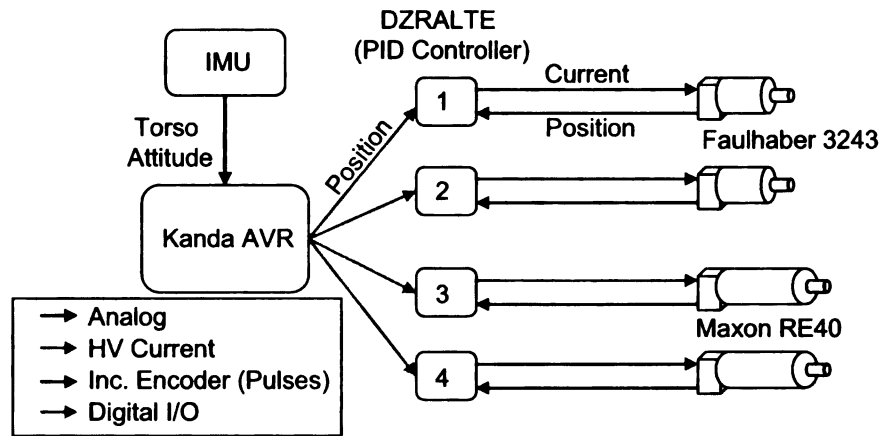 DZRALTE
(PID Controller)
IMU
Torso
Attitude
Kanda AVR
Position
1
Current
Position
Faulhaber 3243
2
3
Maxon RE40
4
Analog
HV Current
Inc. Encoder (Pulses)
Digital I/O